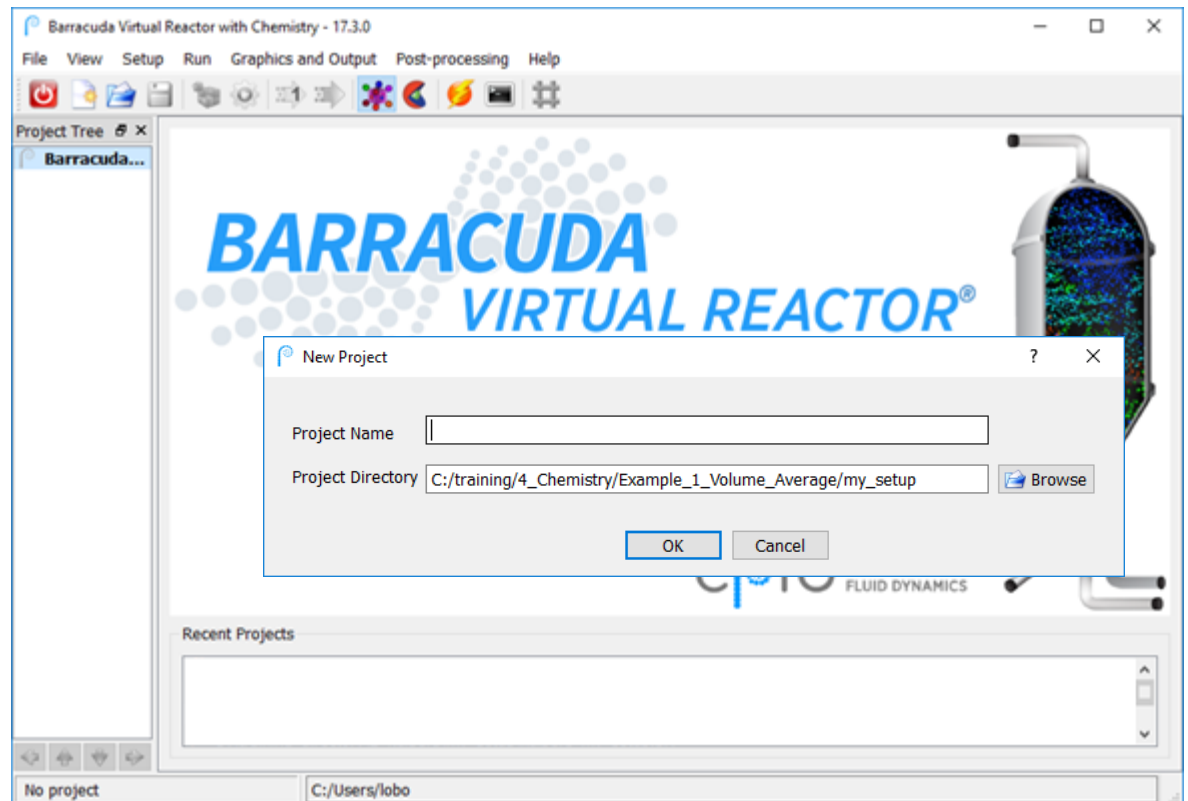 Barracuda Virtual Reactor with Chemistry - 17.3.0
File View Setup Run Graphics and Output Post-processing Help
Project Tree
Barracuda...
BARRACUDA
VIRTUAL REACTOR®
New Project
Project Name
Project Directory C:/training/4_Chemistry/Example_1_Volume_Average/my_setup Browse
OK Cancel
FLUID DYNAMICS
Recent Projects
No project C:/Users/lobo